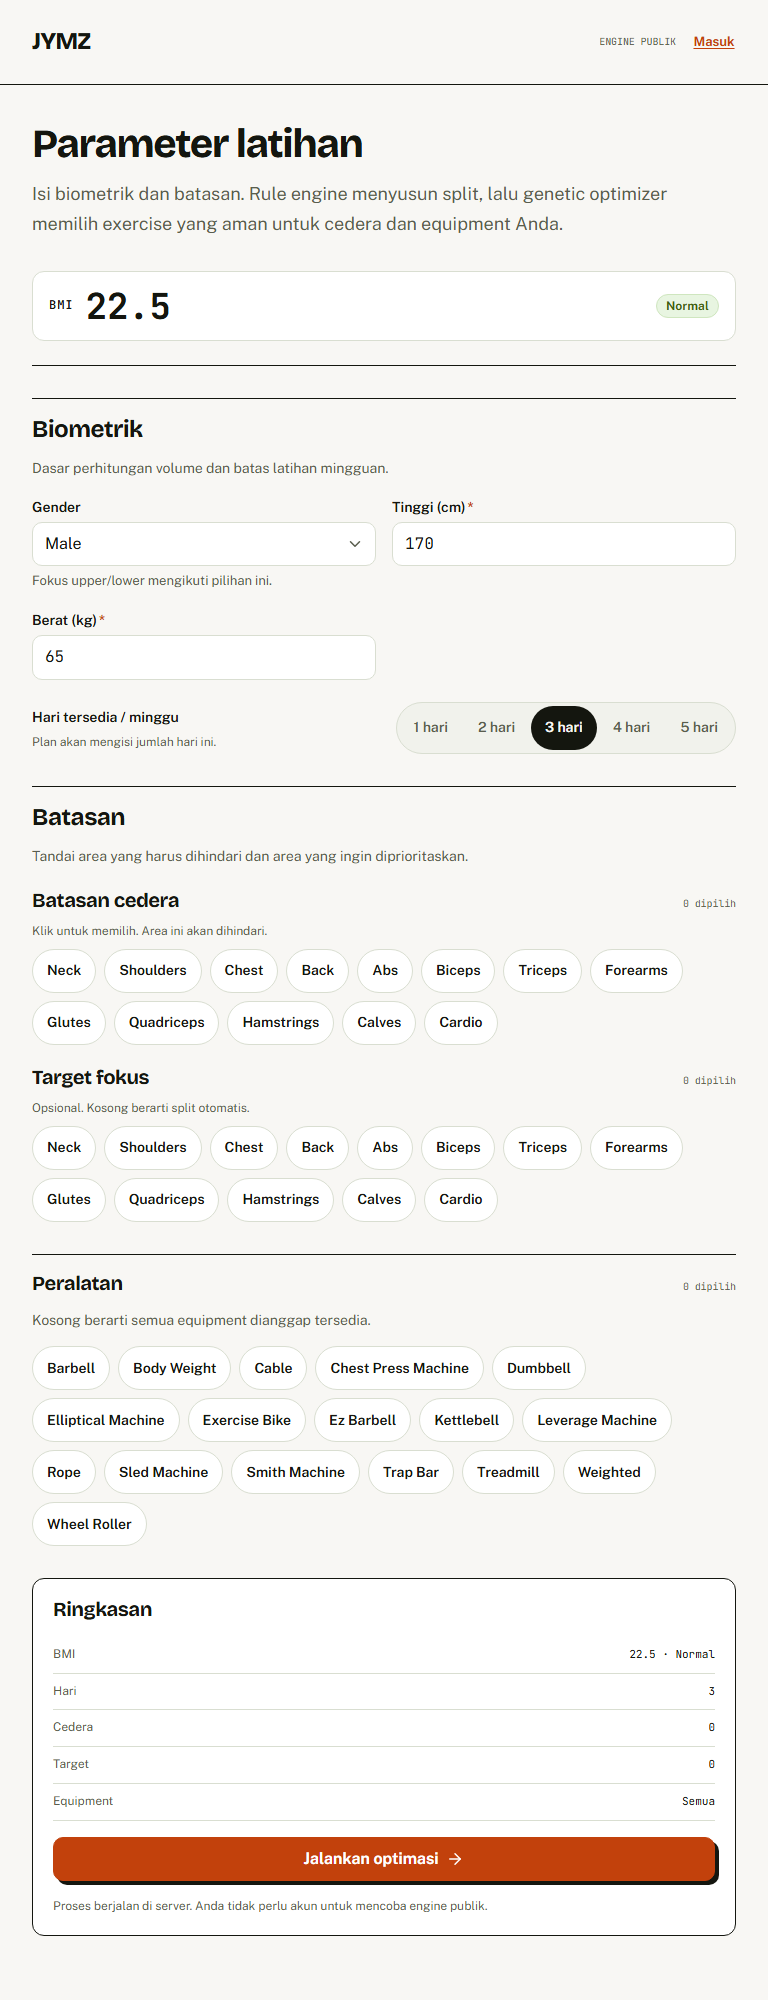 JYMZ
ENGINE PUBLIK Masuk
Parameter latihan
Isi biometrik dan batasan. Rule engine menyusun split, lalu genetic optimizer
memilih exercise yang aman untuk cedera dan equipment Anda.
BMI 22.5 Normal
Biometrik
Dasar perhitungan volume dan batas latihan mingguan.
Gender
Male
Fokus upper/lower mengikuti pilihan ini.
Tinggi (cm) *
170
Berat (kg) *
65
Hari tersedia / minggu
Plan akan mengisi jumlah hari ini.
1 hari 2 hari 3 hari 4 hari 5 hari
Batasan
Tandai area yang harus dihindari dan area yang ingin diprioritaskan.
Batasan cedera 0 dipilih
Klik untuk memilih. Area ini akan dihindari.
Neck Shoulders Chest Back Abs Biceps Triceps Forearms
Glutes Quadriceps Hamstrings Calves Cardio
Target fokus 0 dipilih
Opsional. Kosong berarti split otomatis.
Neck Shoulders Chest Back Abs Biceps Triceps Forearms
Glutes Quadriceps Hamstrings Calves Cardio
Peralatan 0 dipilih
Kosong berarti semua equipment dianggap tersedia.
Barbell Body Weight Cable Chest Press Machine Dumbbell
Elliptical Machine Exercise Bike Ez Barbell Kettlebell Leverage Machine
Rope Sled Machine Smith Machine Trap Bar Treadmill Weighted
Wheel Roller
Ringkasan
BMI 22.5 · Normal
Hari 3
Cedera 0
Target 0
Equipment Semua
Jalankan optimasi →
Proses berjalan di server. Anda tidak perlu akun untuk mencoba engine publik.